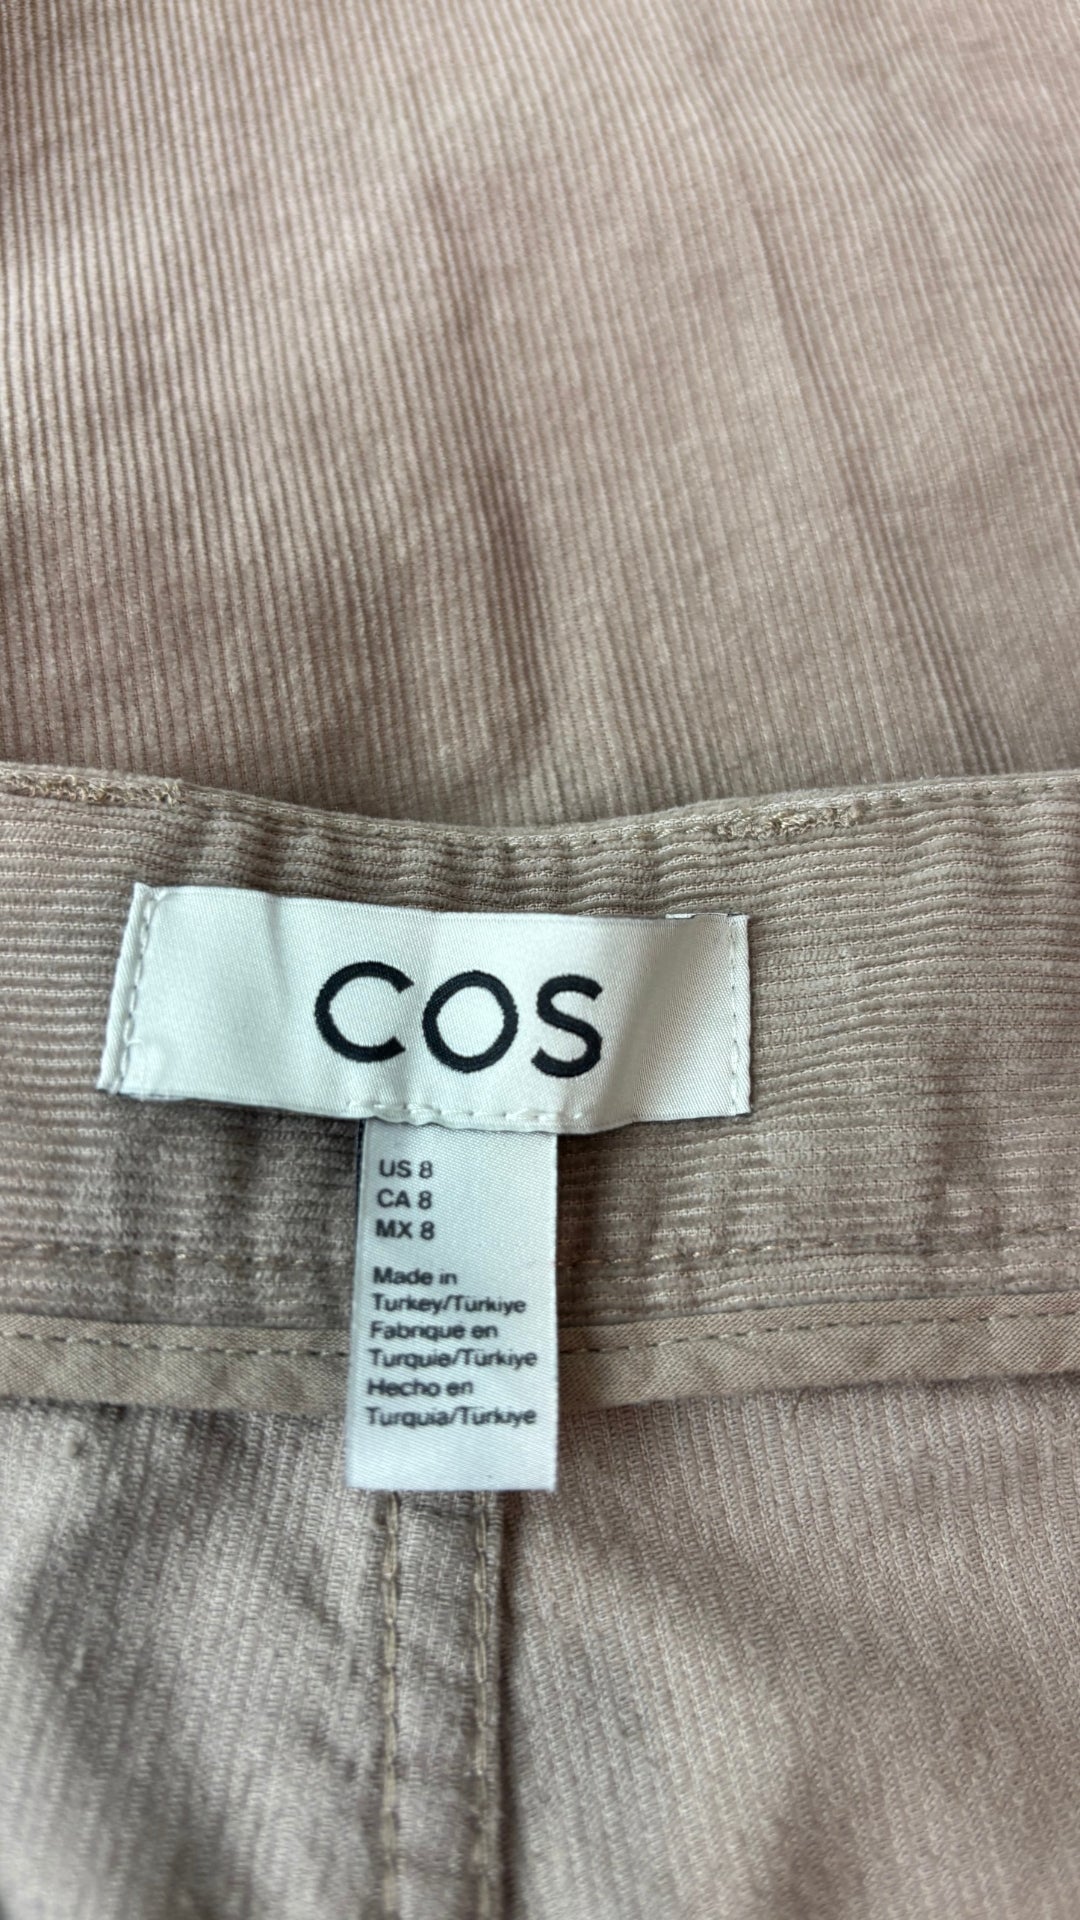 COS
US 8
CA 8
MX 8
Made in
Turkey/Türkiye
Fabriqué en
Turquie/Türkiye
Hecho en
Turquía/Türkiye